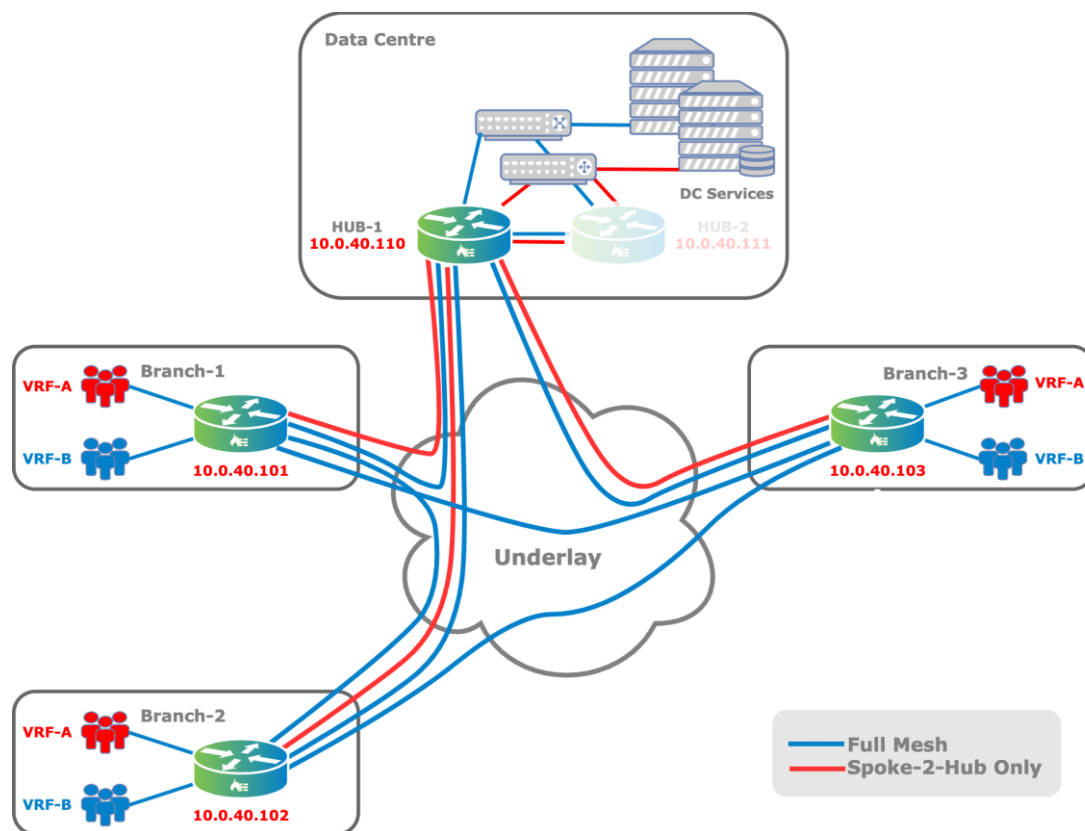 Data Centre
DC Services
HUB-1
10.0.40.110
HUB-2
10.0.40.111
Branch-1
VRF-A
VRF-B
10.0.40.101
Branch-3
VRF-A
VRF-B
10.0.40.103
Underlay
Branch-2
VRF-A
VRF-B
10.0.40.102
Full Mesh
Spoke-2-Hub Only